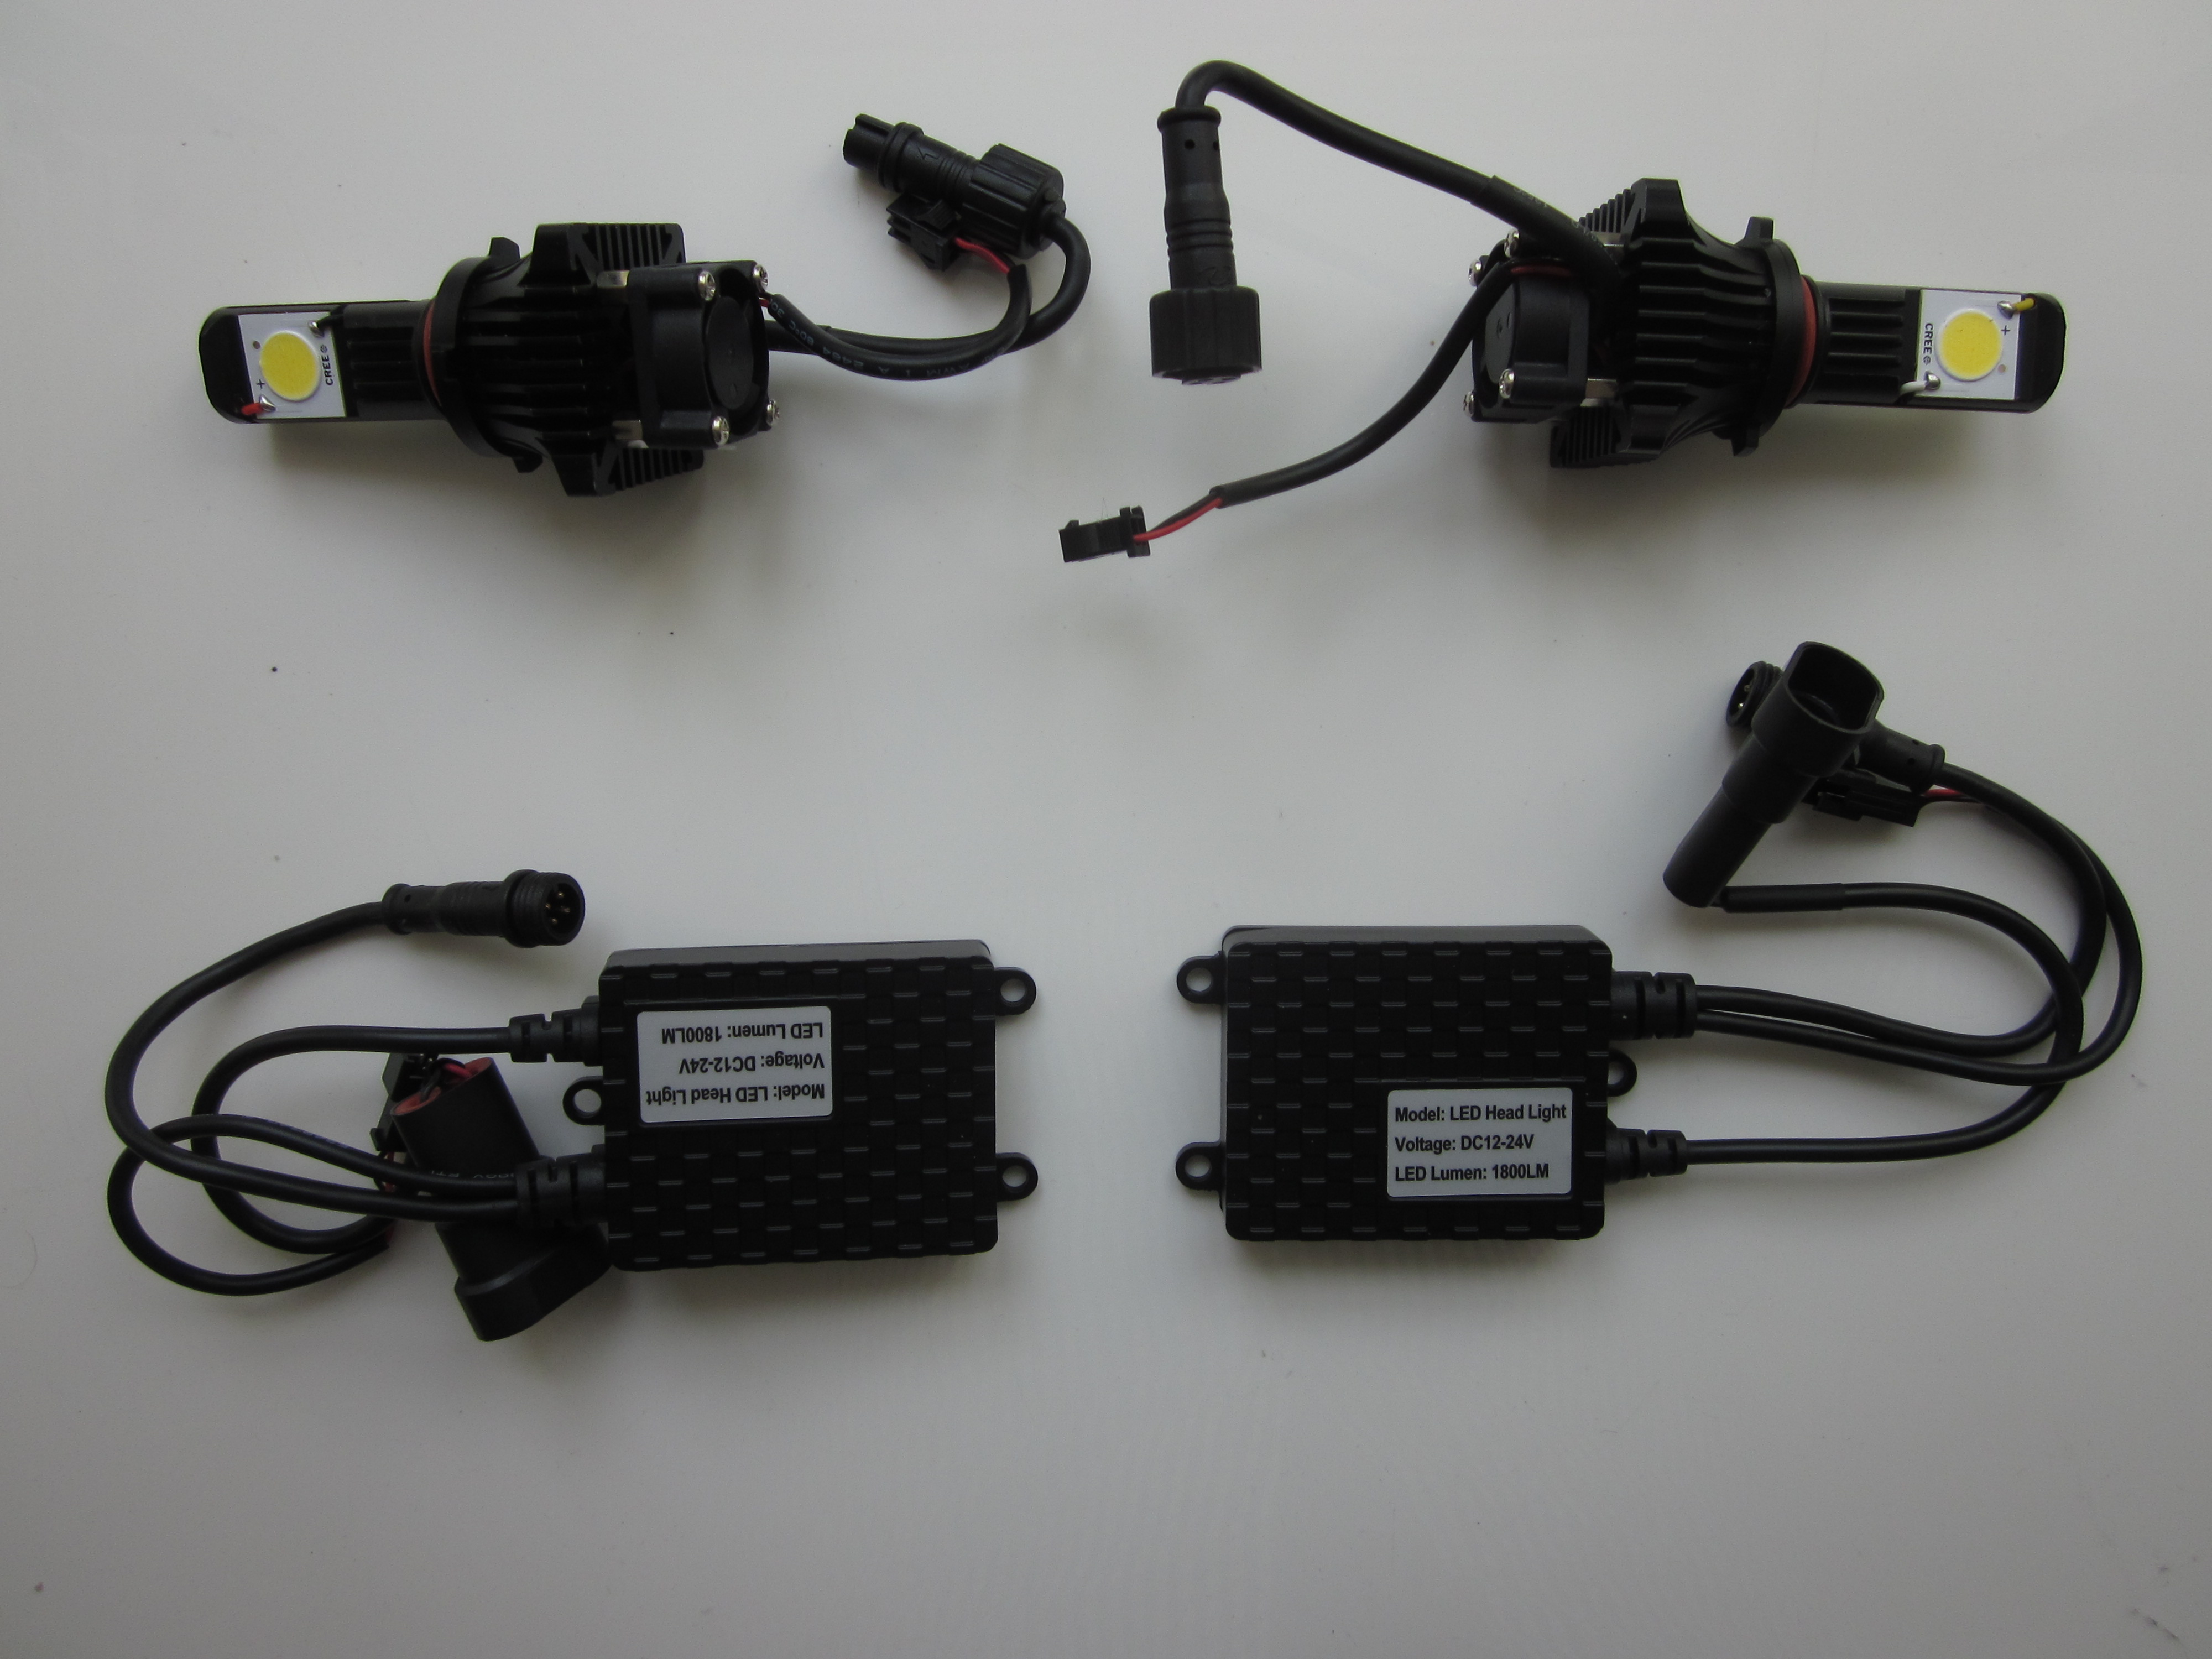 CREE®
CREE®
Model: LED Head Light
Voltage: DC12-24V
LED Lumen: 1800LM
Model: LED Head Light
Voltage: DC12-24V
LED Lumen: 1800LM